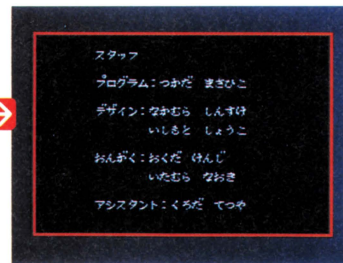 スタッフ
プログラム:つかだ まさひこ
デザイン:なかむら しんすけ
いしもと しょうこ
おんがく:おくだ けんじ
いたむら なおき
アシスタント:くろだ てつや